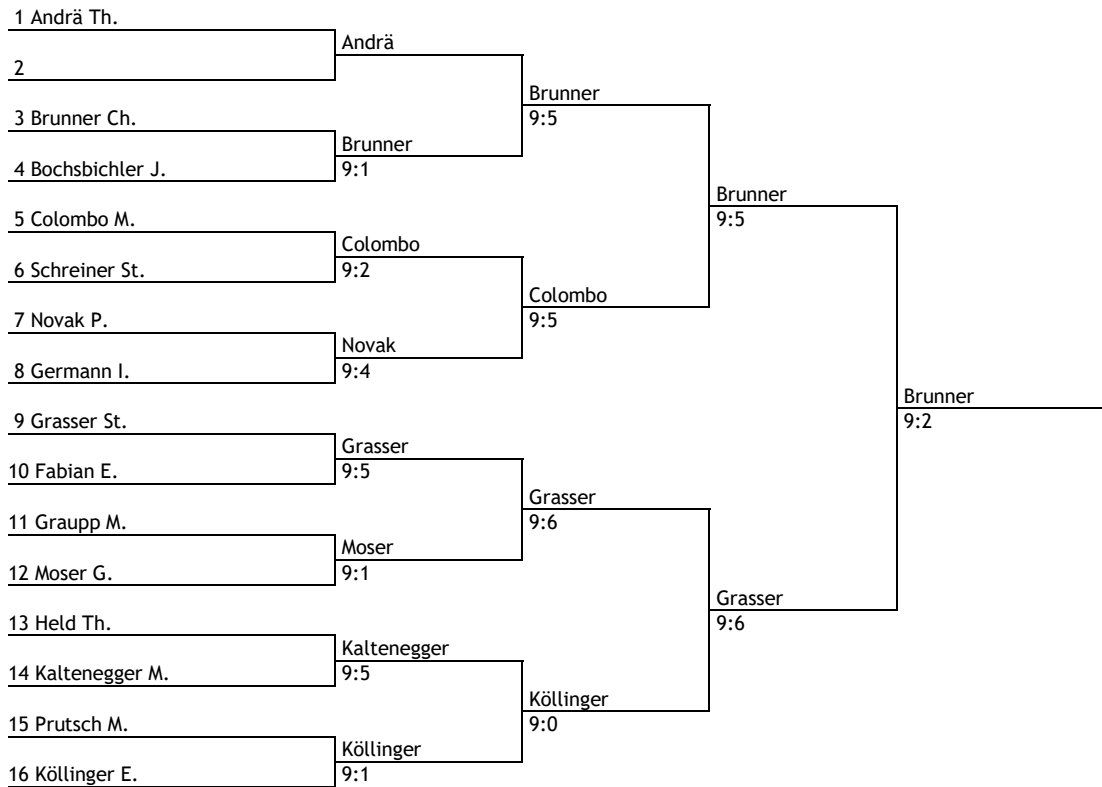 1 Andrä Th.
Andrä
2
Brunner
9:5
3 Brunner Ch.
Brunner
9:1
4 Bochsbichler J.
Brunner
9:5
5 Colombo M.
Colombo
9:2
6 Schreiner St.
Colombo
9:5
7 Novak P.
Novak
9:4
8 Germann I.
Brunner
9:2
9 Grasser St.
Grasser
9:5
10 Fabian E.
Grasser
9:6
11 Graupp M.
Moser
9:1
12 Moser G.
Grasser
9:6
13 Held Th.
Kaltenegger
9:5
14 Kaltenegger M.
Köllinger
9:0
15 Prutsch M.
Köllinger
9:1
16 Köllinger E.